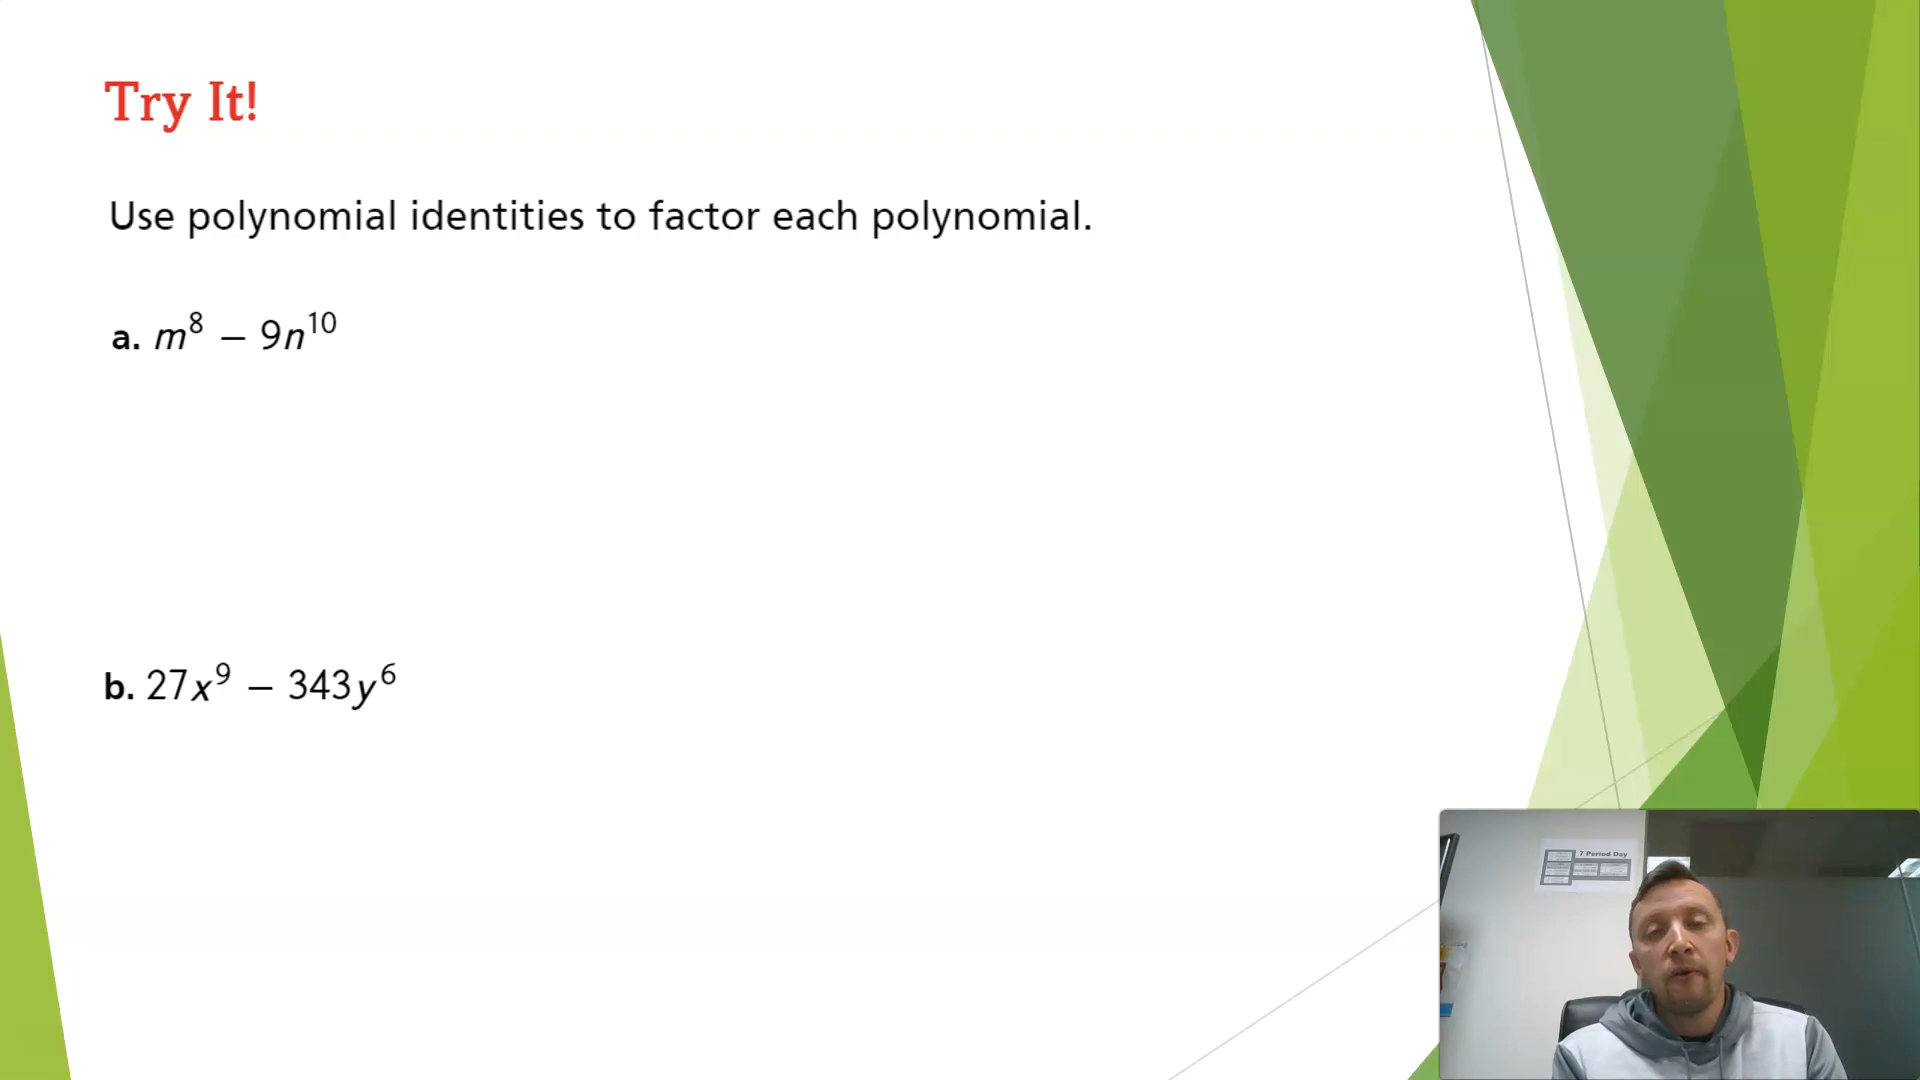 Try It!
Use polynomial identities to factor each polynomial.
a. m⁸ – 9n¹⁰
b. 27x⁹ – 343y⁶
7 Period Day